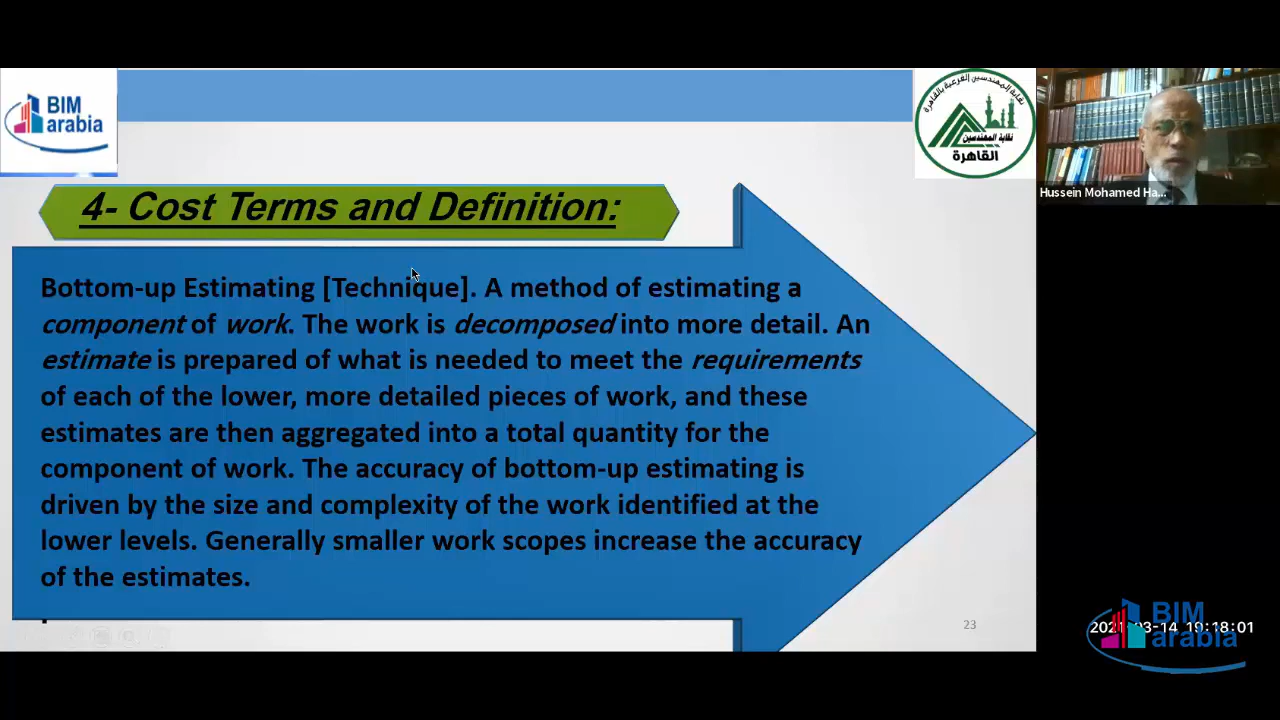 BIM
arabia
نقابة المهندسين الفرعية بالقاهرة
نقابة المهندسين
القاهرة
Hussein Mohamed Ha...
4- Cost Terms and Definition:
Bottom-up Estimating [Technique]. A method of estimating a
component of work. The work is decomposed into more detail. An
estimate is prepared of what is needed to meet the requirements
of each of the lower, more detailed pieces of work, and these
estimates are then aggregated into a total quantity for the
component of work. The accuracy of bottom-up estimating is
driven by the size and complexity of the work identified at the
lower levels. Generally smaller work scopes increase the accuracy
of the estimates.
23
2021-03-14 19:18:01
BIM
arabia